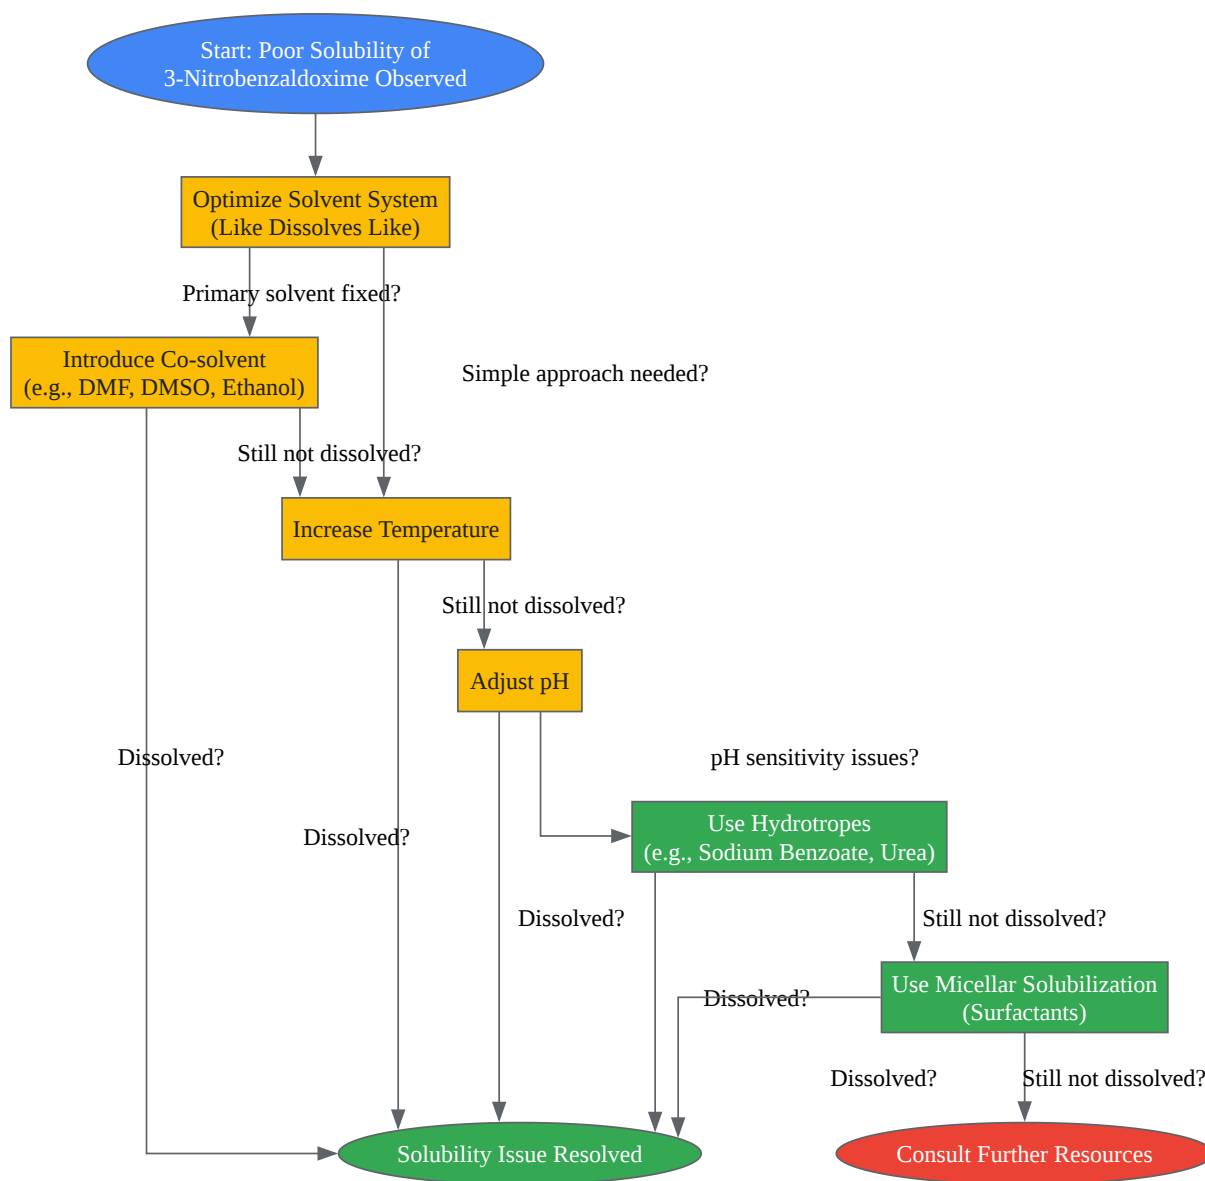 Start: Poor Solubility of
3-Nitrobenzaldoxime Observed
Optimize Solvent System
(Like Dissolves Like)
Primary solvent fixed?
Introduce Co-solvent
(e.g., DMF, DMSO, Ethanol)
Simple approach needed?
Still not dissolved?
Increase Temperature
Still not dissolved?
Adjust pH
Dissolved?
pH sensitivity issues?
Dissolved?
Use Hydrotropes
(e.g., Sodium Benzoate, Urea)
Dissolved?
Still not dissolved?
Use Micellar Solubilization
(Surfactants)
Dissolved?
Dissolved?
Still not dissolved?
Solubility Issue Resolved
Consult Further Resources